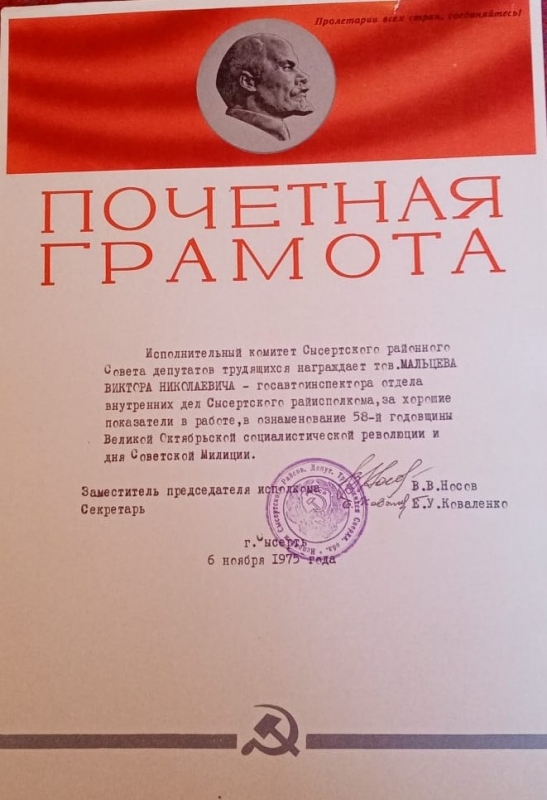 Пролетарии всех стран, соединяйтесь!
ПОЧЕТНАЯ
ГРАМОТА
Исполнительный комитет Сысертского районного
Совета депутатов трудящихся награждает тов.МАЛЬЦЕВА
ВИКТОРА НИКОЛАЕВИЧА - госавтоинспектора отдела
внутренних дел Сысертского райисполкома,за хорошие
показатели в работе,в ознаменование 58-й годовщины
Великой Октябрьской социалистической революции и
дня Советской Милиции.
Заместитель председателя исполкома
В.В.Носов
Секретарь
Е.У.Коваленко
г.Сысерть
6 ноября 1975 года